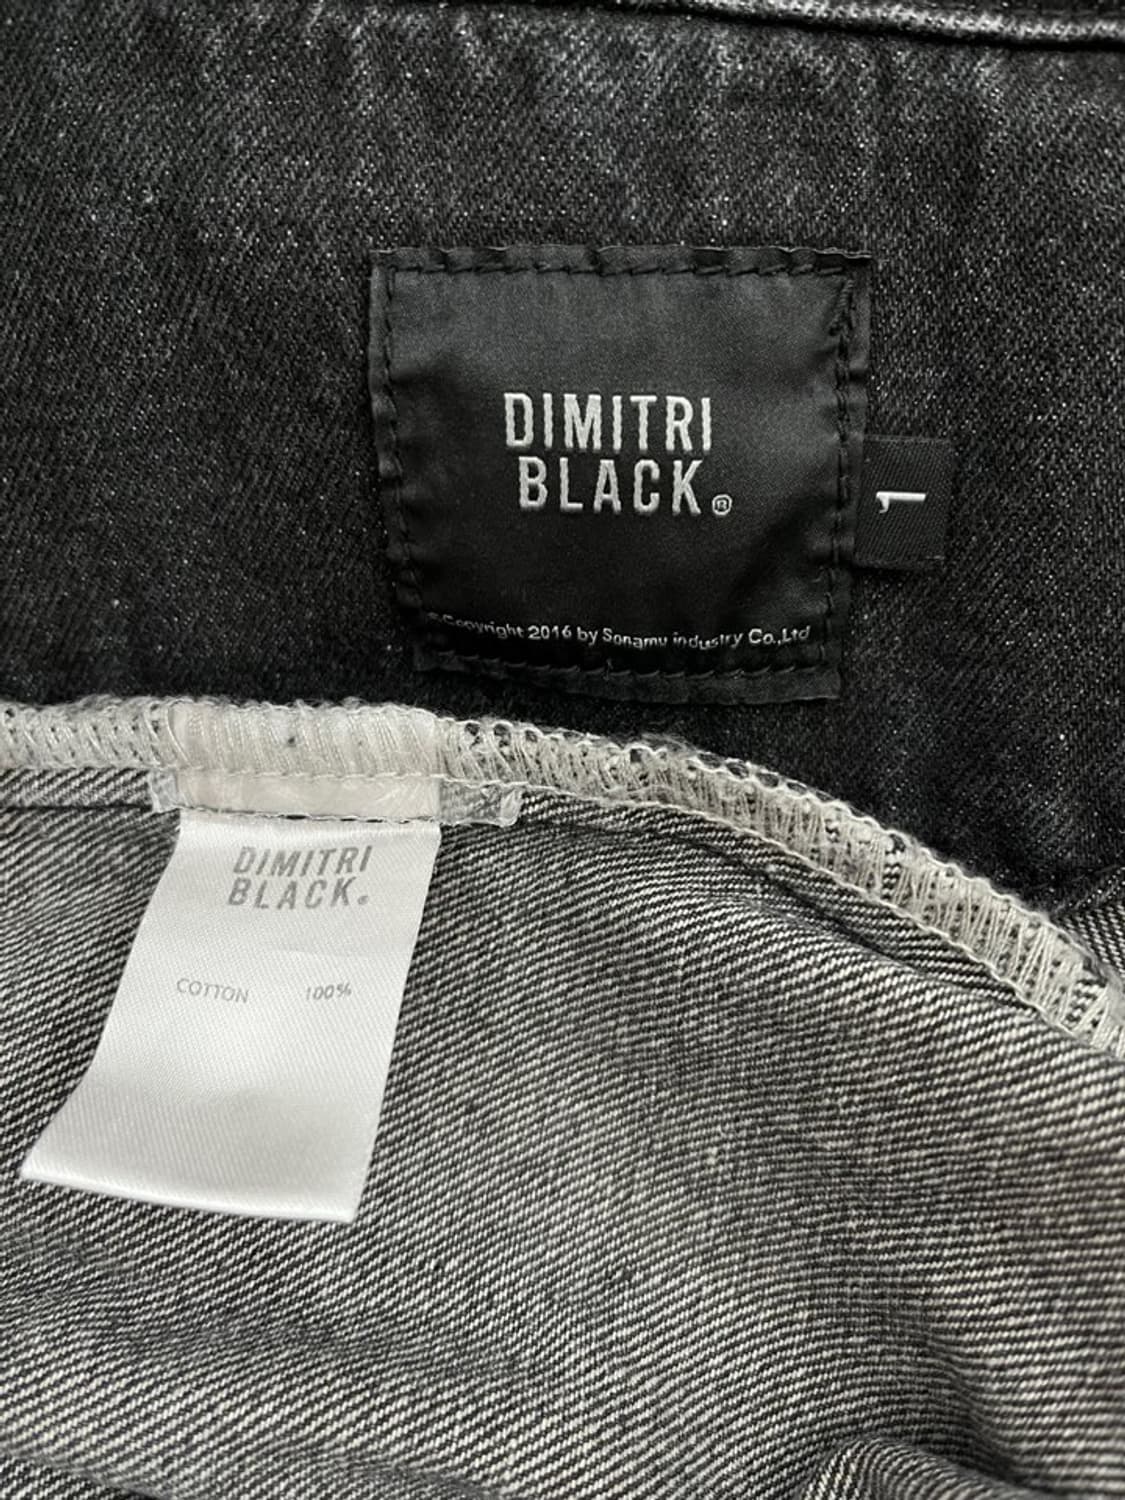 DIMITRI
BLACK®
1
©Copyright 2016 by Sonamu industry Co.,Ltd
DIMITRI
BLACK®
COTTON 100%